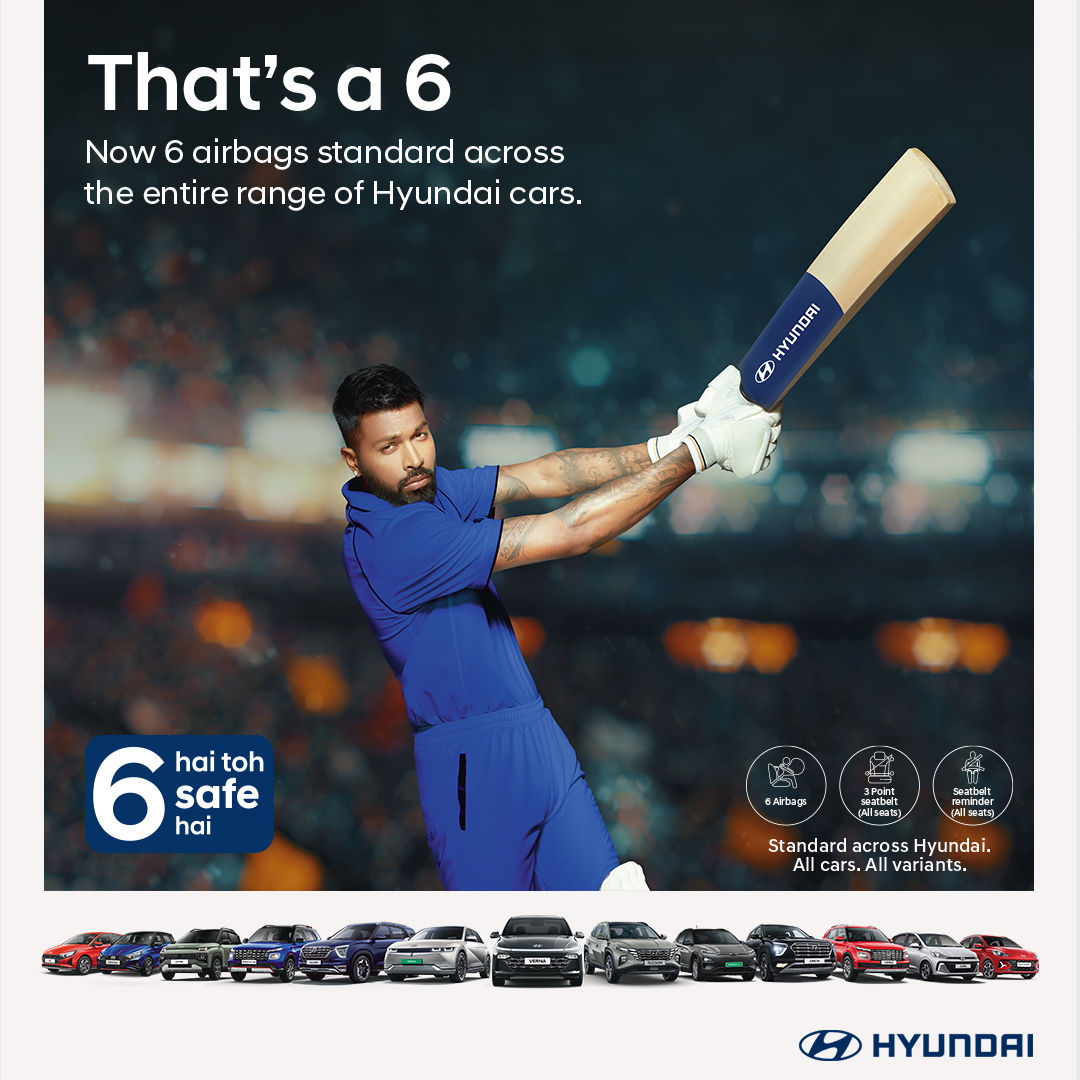 That's a 6
Now 6 airbags standard across
the entire range of Hyundai cars.
HYUNDAI
6
hai toh
safe
hai
6 Airbags
3 Point
seatbelt
(All seats)
Seatbelt
reminder
(All seats)
Standard across Hyundai.
All cars. All variants.
VERNA
TUCSON
HYUNDAI